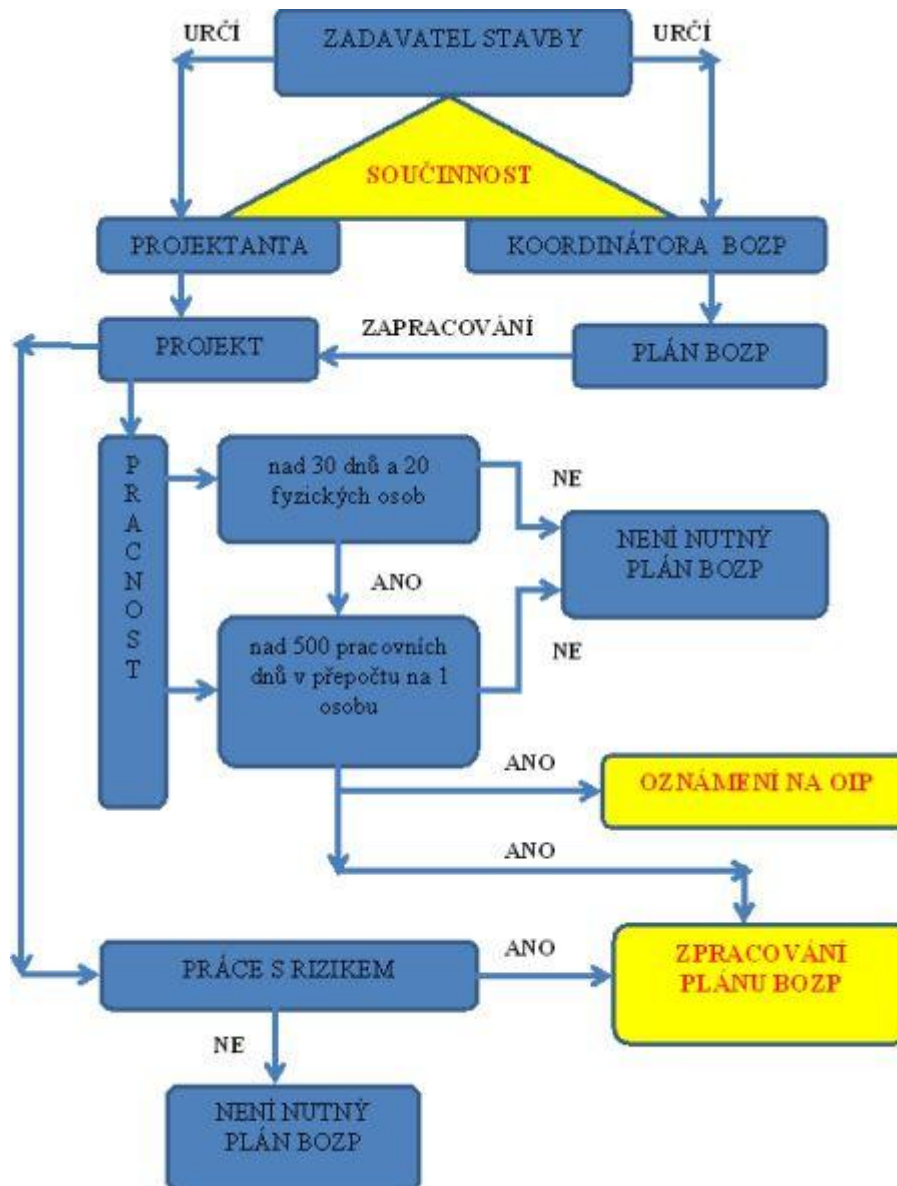 URČÍ
ZADAVATEL STAVBY
URČÍ
SOUČINNOST
PROJEKTANTA
KOORDINÁTORA BOZP
PROJEKT
ZAPRACOVÁNÍ
PLÁN BOZP
PRACNOST
nad 30 dnů a 20
fyzických osob
NE
NENÍ NUTNÝ
PLÁN BOZP
ANO
nad 500 pracovních
dnů v přepočtu na 1
osobu
NE
ANO
OZNÁMENÍ NA OIP
ANO
PRÁCE S RIZIKEM
ANO
ZPRACOVÁNÍ
PLÁNU BOZP
NE
NENÍ NUTNÝ
PLÁN BOZP